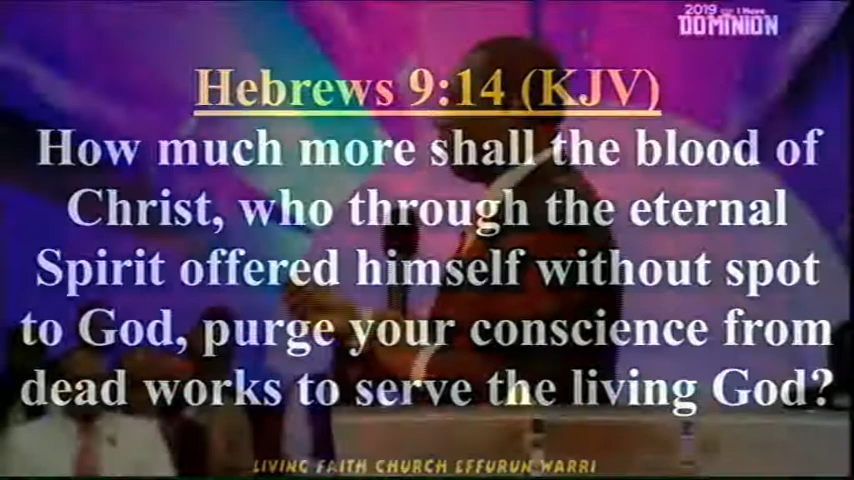 2019 I Have
DOMINION
Hebrews 9:14 (KJV)
How much more shall the blood of
Christ, who through the eternal
Spirit offered himself without spot
to God, purge your conscience from
dead works to serve the living God?
LIVING FAITH CHURCH EFFURUN WARRI